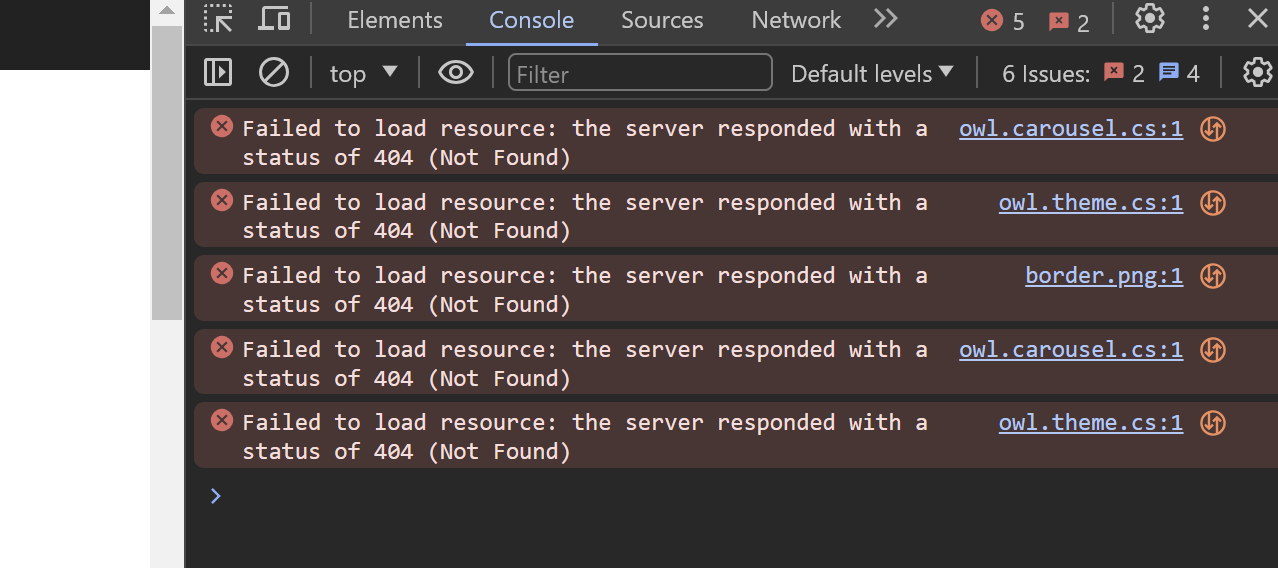 Elements Console Sources Network 5 2
top Filter Default levels 6 Issues: 2 4
Failed to load resource: the server responded with a owl.carousel.cs:1
status of 404 (Not Found)
Failed to load resource: the server responded with a owl.theme.cs:1
status of 404 (Not Found)
Failed to load resource: the server responded with a border.png:1
status of 404 (Not Found)
Failed to load resource: the server responded with a owl.carousel.cs:1
status of 404 (Not Found)
Failed to load resource: the server responded with a owl.theme.cs:1
status of 404 (Not Found)